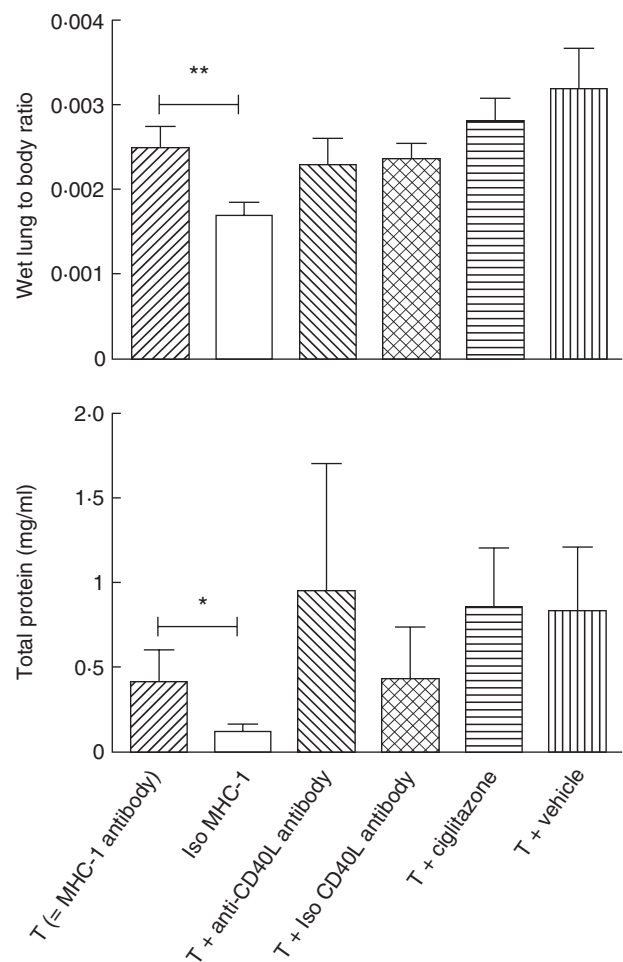 0·004
**
0·003
0·002
0·001
0
Wet lung to body ratio
2·0
1·5
1
*
0·5
0
Total protein (mg/ml)
T (= MHC-1 antibody)
Iso MHC-1
T + anti-CD40L antibody
T + Iso CD40L antibody
T + ciglitazone
T + vehicle